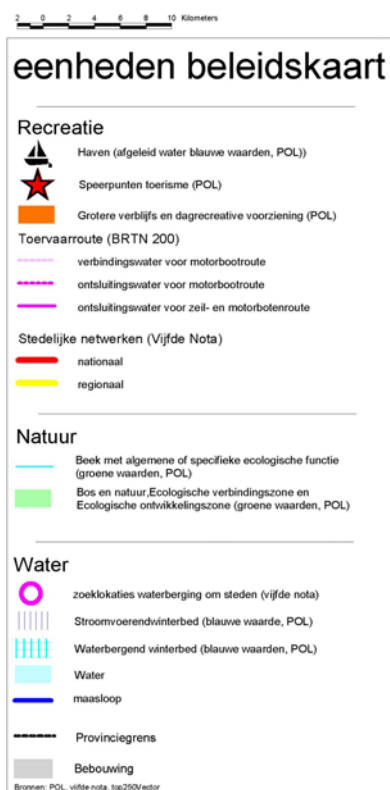 2 0 2 4 6 8 10 Kilometers
eenheden beleidskaart
Recreatie
Haven (afgeleid water blauwe waarden, POL))
Speerpunten toerisme (POL)
Grotere verblijfs en dagrecreative voorziening (POL)
Toervaarroute (BRTN 200)
verbindingswater voor motorbootroute
ontsluitingswater voor motorbootroute
ontsluitingswater voor zeil- en motorbotenroute
Stedelijke netwerken (Vijfde Nota)
nationaal
regionaal
Natuur
Beek met algemene of specifieke ecologische functie
(groene waarden, POL)
Bos en natuur,Ecologische verbindingszone en
Ecologische ontwikkelingszone (groene waarden, POL)
Water
zoeklokaties waterberging om steden (vijfde nota)
Stroomvoerendwinterbed (blauwe waarde, POL)
Waterbergend winterbed (blauwe waarden, POL)
Water
maasloop
Provinciegrens
Bebouwing
Bronnen: POL, vijfde nota, top250Vector